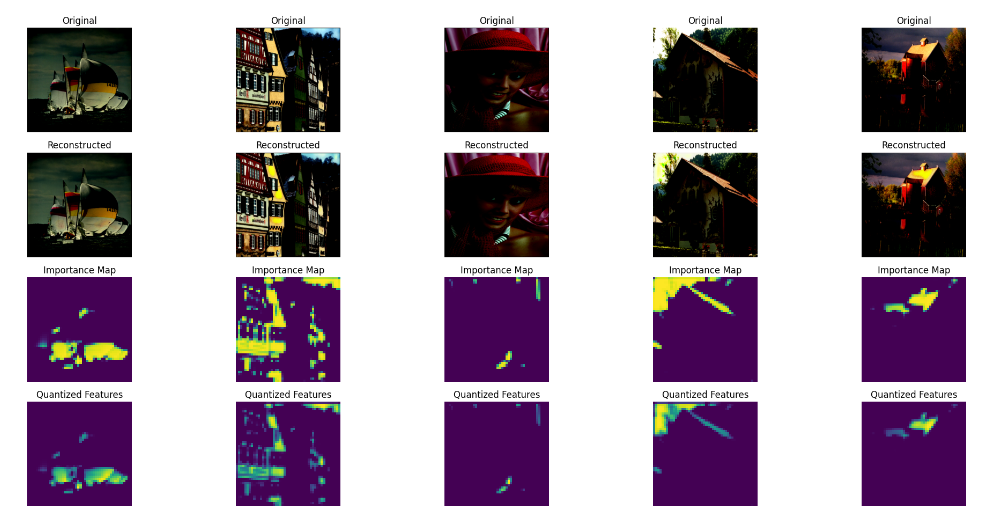 Original Original Original Original Original
Reconstructed Reconstructed Reconstructed Reconstructed Reconstructed
Importance Map Importance Map Importance Map Importance Map Importance Map
Quantized Features Quantized Features Quantized Features Quantized Features Quantized Features